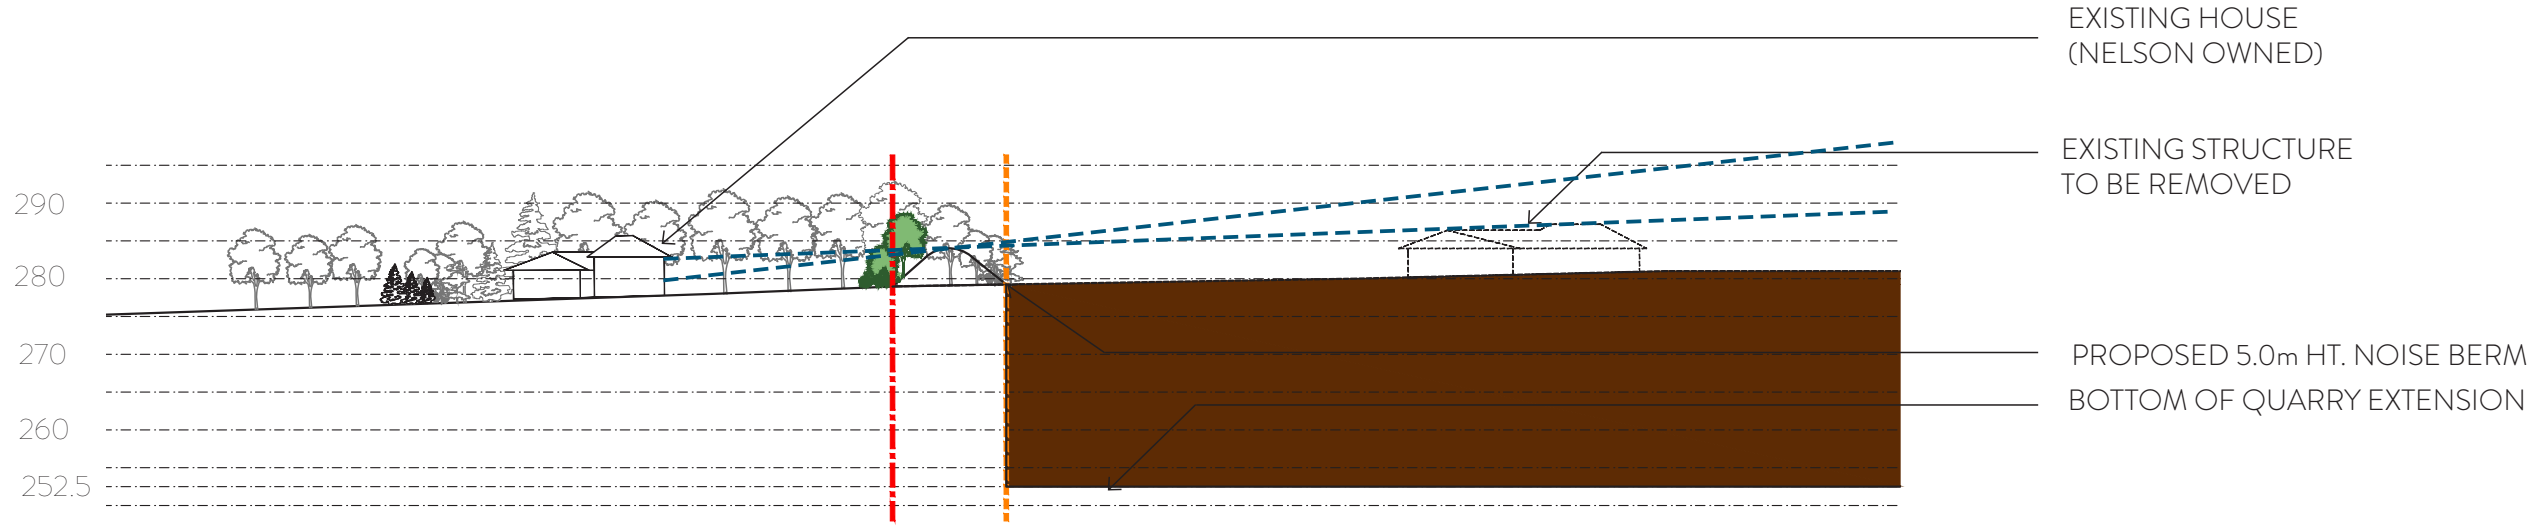 EXISTING HOUSE
(NELSON OWNED)
EXISTING STRUCTURE
TO BE REMOVED
290
280
270
PROPOSED 5.0m HT. NOISE BERM
BOTTOM OF QUARRY EXTENSION
260
252.5